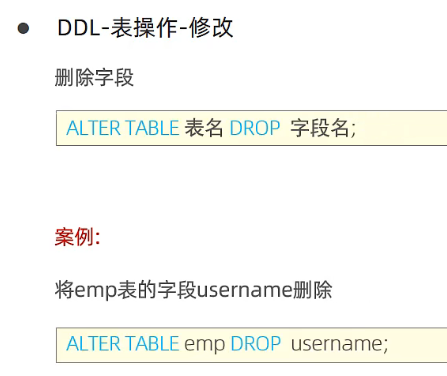 ● DDL-表操作-修改
删除字段
ALTER TABLE 表名 DROP 字段名;
案例:
将emp表的字段username删除
ALTER TABLE emp DROP username;